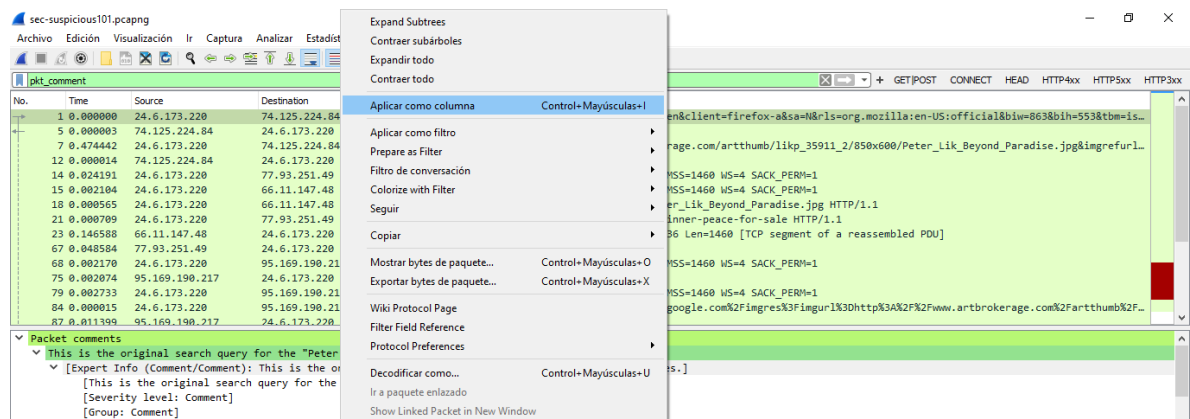 sec-suspicious101.pcapng
Archivo Edición Visualización Ir Captura Analizar Estadíst
pkt_comment + GET|POST CONNECT HEAD HTTP4xx HTTP5xx HTTP3xx
No. Time Source Destination
1 0.000000 24.6.173.220 74.125.224.84 en&client=firefox-a&sa=N&rls=org.mozilla:en-US:official&biw=863&bih=553&tbm=is…
5 0.000003 74.125.224.84 24.6.173.220
7 0.474442 24.6.173.220 74.125.224.84 rage.com/artthumb/likp_35911_2/850x600/Peter_Lik_Beyond_Paradise.jpg&imgrefurl…
12 0.000014 74.125.224.84 24.6.173.220
14 0.024191 24.6.173.220 77.93.251.49 MSS=1460 WS=4 SACK_PERM=1
15 0.002104 24.6.173.220 66.11.147.48 MSS=1460 WS=4 SACK_PERM=1
18 0.000565 24.6.173.220 66.11.147.48 er_Lik_Beyond_Paradise.jpg HTTP/1.1
21 0.000709 24.6.173.220 77.93.251.49 inner-peace-for-sale HTTP/1.1
23 0.146588 66.11.147.48 24.6.173.220 36 Len=1460 [TCP segment of a reassembled PDU]
67 0.048584 77.93.251.49 24.6.173.220
68 0.002170 24.6.173.220 95.169.190.21 MSS=1460 WS=4 SACK_PERM=1
75 0.002074 95.169.190.217 24.6.173.220
79 0.002733 24.6.173.220 95.169.190.21 MSS=1460 WS=4 SACK_PERM=1
84 0.000015 24.6.173.220 95.169.190.21 google.com%2Fimgres%3Fimgurl%3Dhttp%3A%2F%2Fwww.artbrokerage.com%2Fartthumb%2F…
87 0.011399 95.169.190.217 24.6.173.220
Packet comments
This is the original search query for the "Peter
[Expert Info (Comment/Comment): This is the or s.]
[This is the original search query for the
[Severity level: Comment]
[Group: Comment]
Expand Subtrees
Contraer subárboles
Expandir todo
Contraer todo
Aplicar como columna Control+Mayúsculas+I
Aplicar como filtro
Prepare as Filter
Filtro de conversación
Colorize with Filter
Seguir
Copiar
Mostrar bytes de paquete... Control+Mayúsculas+O
Exportar bytes de paquete... Control+Mayúsculas+X
Wiki Protocol Page
Filter Field Reference
Protocol Preferences
Decodificar como... Control+Mayúsculas+U
Ir a paquete enlazado
Show Linked Packet in New Window